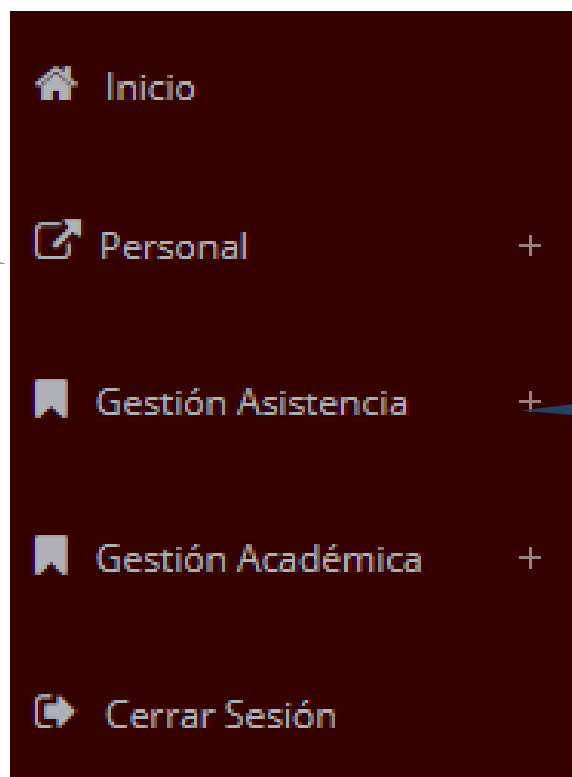 Inicio
Personal +
Gestión Asistencia +
Gestión Académica +
Cerrar Sesión